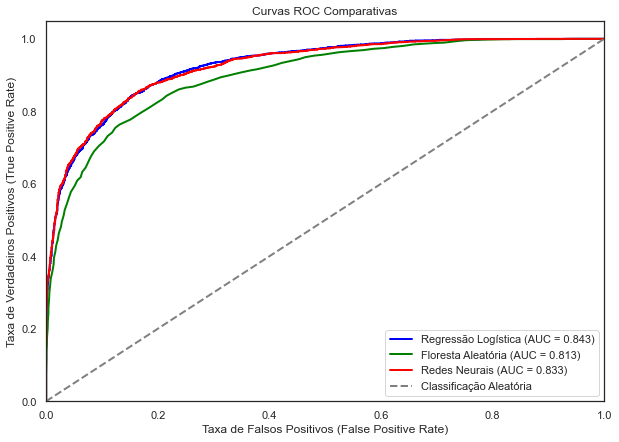 Curvas ROC Comparativas
Taxa de Verdadeiros Positivos (True Positive Rate)
1.0
0.8
0.6
0.4
0.2
0.0
0.0 0.2 0.4 0.6 0.8 1.0
Taxa de Falsos Positivos (False Positive Rate)
Regressão Logística (AUC = 0.843)
Floresta Aleatória (AUC = 0.813)
Redes Neurais (AUC = 0.833)
Classificação Aleatória